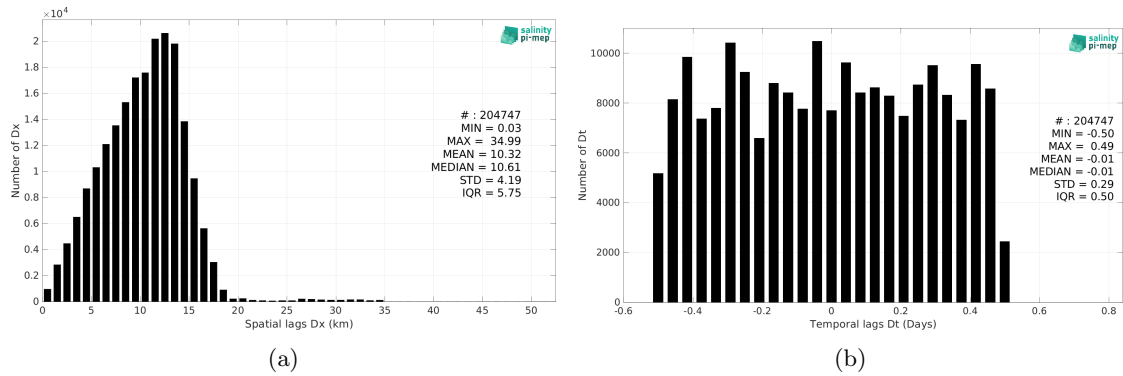 ×10⁴
2
1.8
1.6
1.4
1.2
1
0.8
0.6
0.4
0.2
0
Number of Dx
0 5 10 15 20 25 30 35 40 45 50
Spatial lags Dx (km)
salinity
pi-mep
# : 204747
MIN = 0.03
MAX = 34.99
MEAN = 10.32
MEDIAN = 10.61
STD = 4.19
IQR = 5.75
(a)
10000
8000
6000
4000
2000
0
Number of Dt
-0.6 -0.4 -0.2 0 0.2 0.4 0.6 0.8
Temporal lags Dt (Days)
salinity
pi-mep
# : 204747
MIN = -0.50
MAX = 0.49
MEAN = -0.01
MEDIAN = -0.01
STD = 0.29
IQR = 0.50
(b)